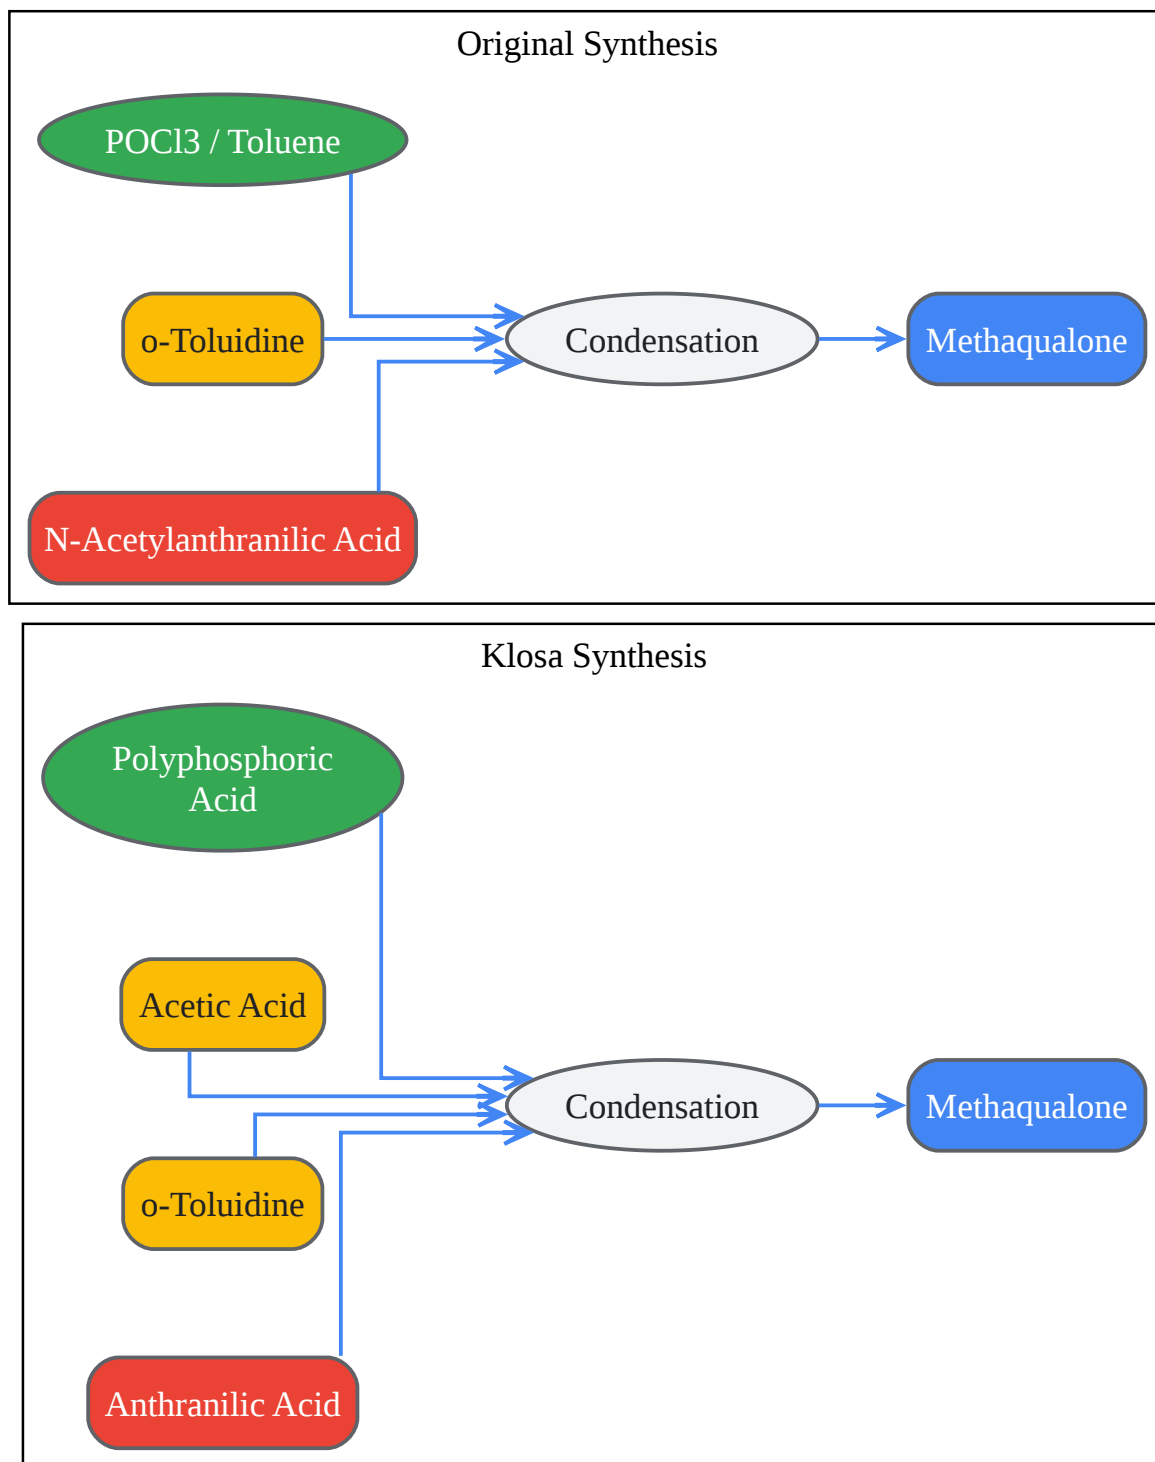 Original Synthesis
POCl3 / Toluene
o-Toluidine
Condensation
Methaqualone
N-Acetylanthranilic Acid
Klosa Synthesis
Polyphosphoric
Acid
Acetic Acid
Condensation
Methaqualone
o-Toluidine
Anthranilic Acid